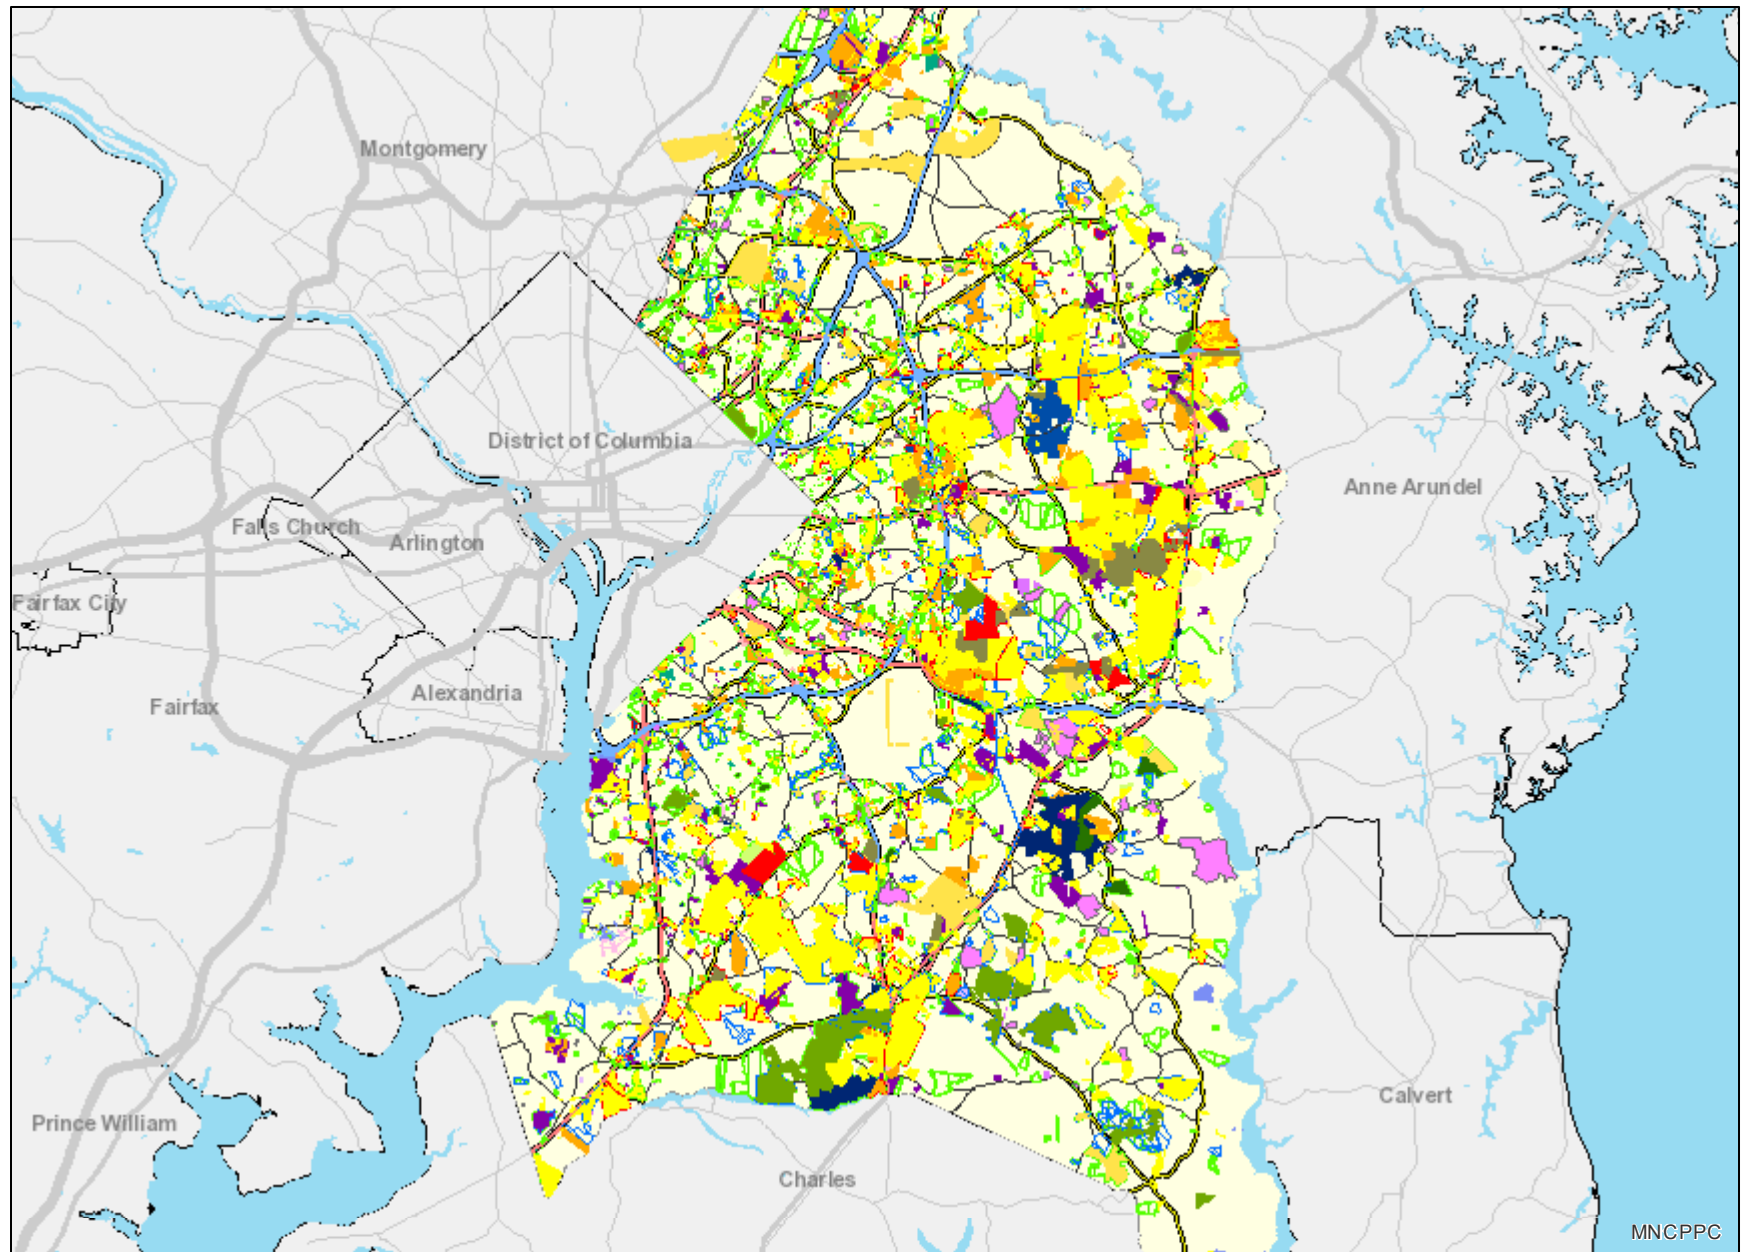 Montgomery
District of Columbia
Anne Arundel
Falls Church
Arlington
Fairfax City
Alexandria
Fairfax
Calvert
Prince William
Charles
MNCPPC